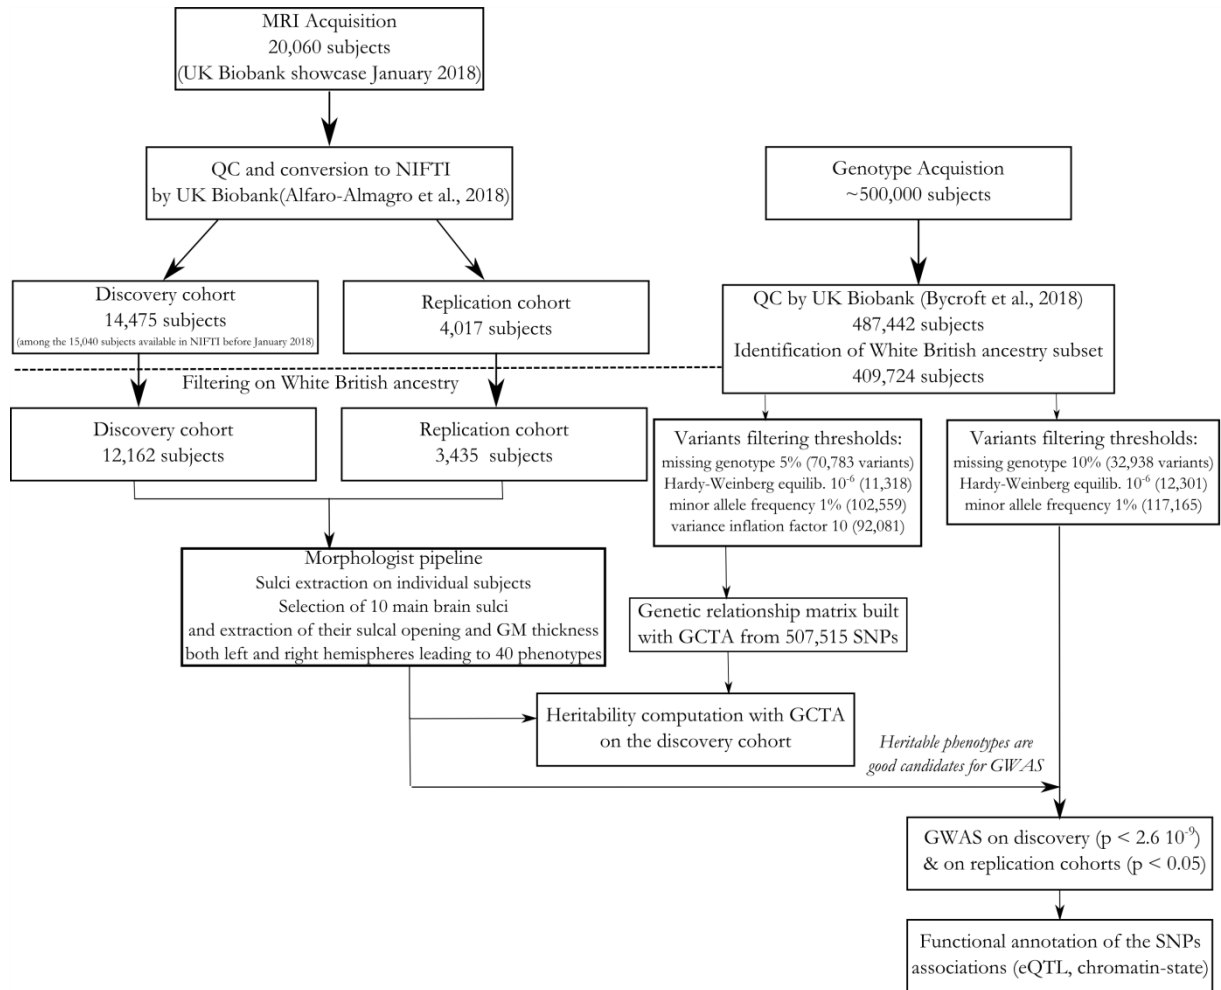 MRI Acquisition
20,060 subjects
(UK Biobank showcase January 2018)
QC and conversion to NIFTI
by UK Biobank(Alfaro-Almagro et al., 2018)
Genotype Acquistion
~500,000 subjects
Discovery cohort
14,475 subjects
(among the 15,040 subjects available in NIFTI before January 2018)
Replication cohort
4,017 subjects
QC by UK Biobank (Bycroft et al., 2018)
487,442 subjects
Identification of White British ancestry subset
409,724 subjects
Filtering on White British ancestry
Discovery cohort
12,162 subjects
Replication cohort
3,435 subjects
Variants filtering thresholds:
missing genotype 5% (70,783 variants)
Hardy-Weinberg equilib. 10⁻⁶ (11,318)
minor allele frequency 1% (102,559)
variance inflation factor 10 (92,081)
Variants filtering thresholds:
missing genotype 10% (32,938 variants)
Hardy-Weinberg equilib. 10⁻⁶ (12,301)
minor allele frequency 1% (117,165)
Morphologist pipeline
Sulci extraction on individual subjects
Selection of 10 main brain sulci
and extraction of their sulcal opening and GM thickness
both left and right hemispheres leading to 40 phenotypes
Genetic relationship matrix built
with GCTA from 507,515 SNPs
Heritability computation with GCTA
on the discovery cohort
Heritable phenotypes are
good candidates for GWAS
GWAS on discovery (p < 2.6 10⁻⁹)
& on replication cohorts (p < 0.05)
Functional annotation of the SNPs
associations (eQTL, chromatin-state)